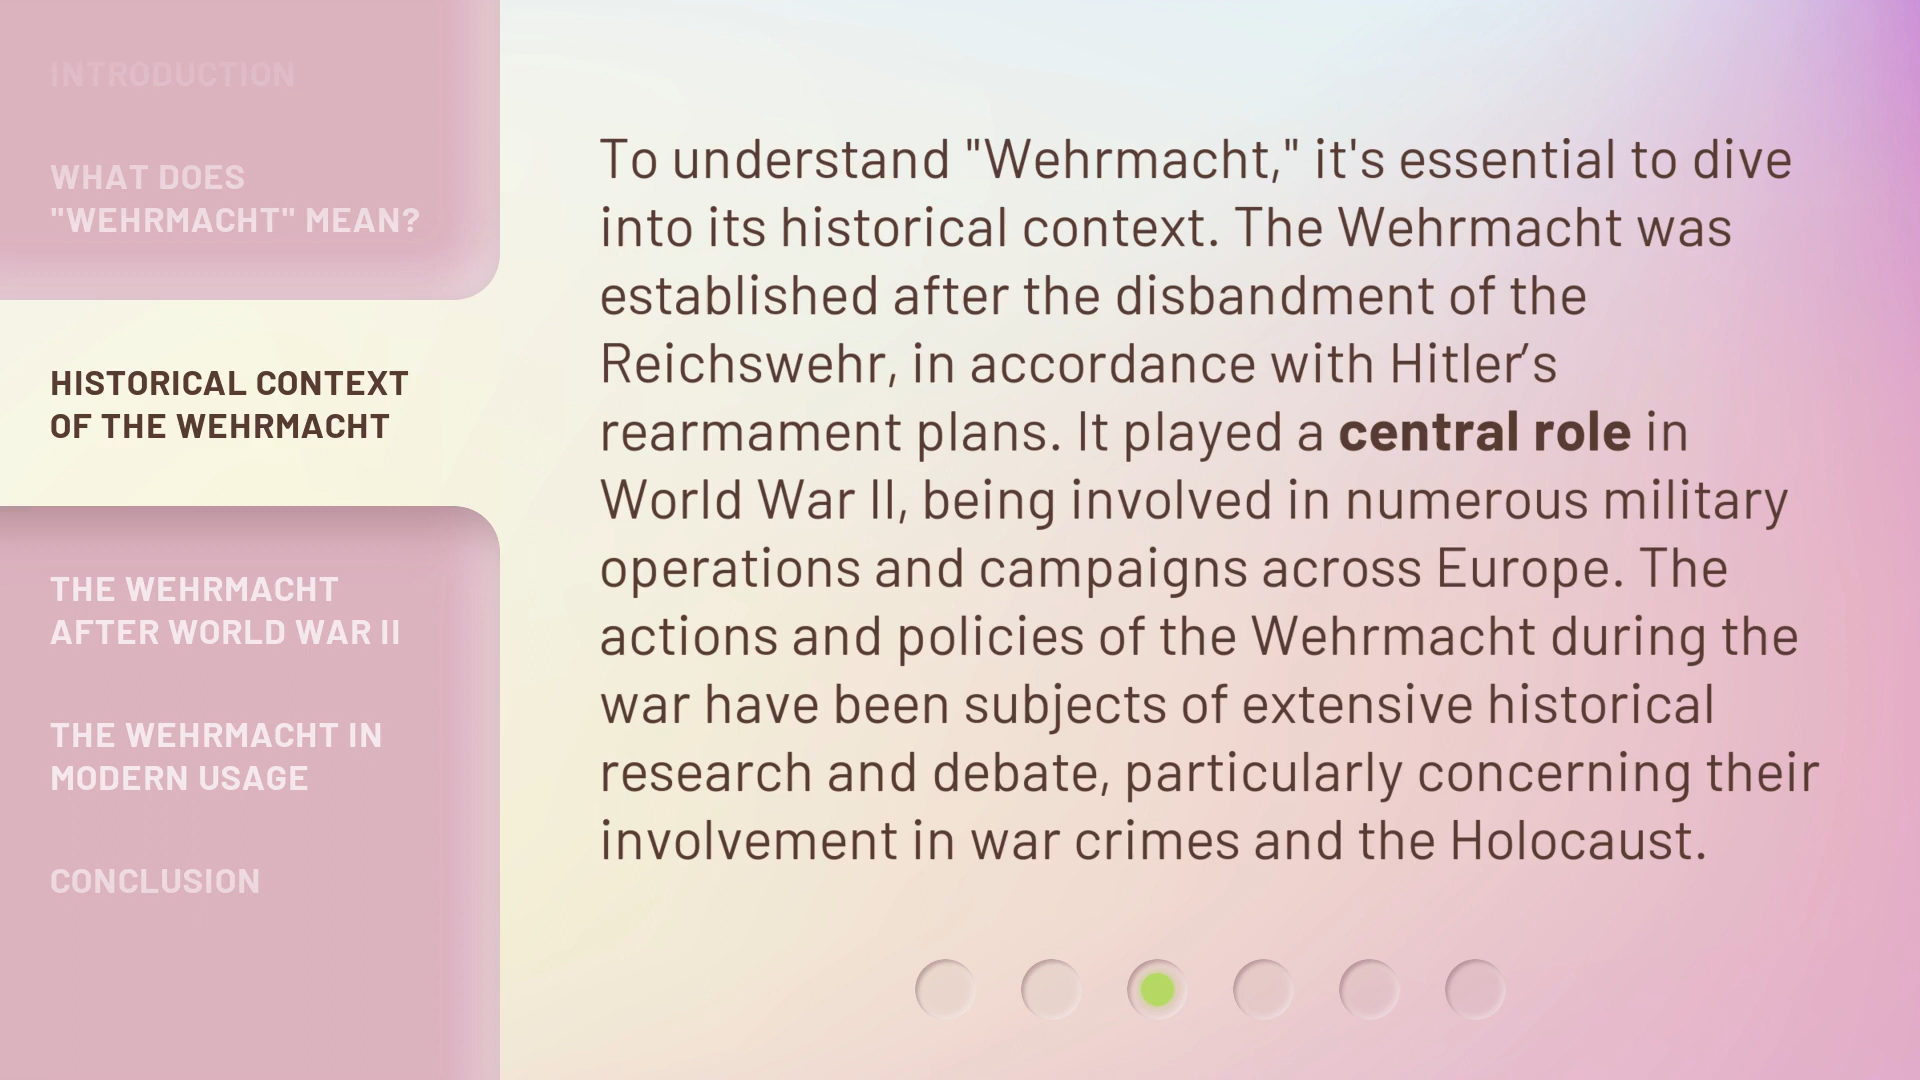 INTRODUCTION
WHAT DOES
"WEHRMACHT" MEAN?
HISTORICAL CONTEXT
OF THE WEHRMACHT
THE WEHRMACHT
AFTER WORLD WAR II
THE WEHRMACHT IN
MODERN USAGE
CONCLUSION
To understand "Wehrmacht," it's essential to dive
into its historical context. The Wehrmacht was
established after the disbandment of the
Reichswehr, in accordance with Hitler’s
rearmament plans. It played a central role in
World War II, being involved in numerous military
operations and campaigns across Europe. The
actions and policies of the Wehrmacht during the
war have been subjects of extensive historical
research and debate, particularly concerning their
involvement in war crimes and the Holocaust.